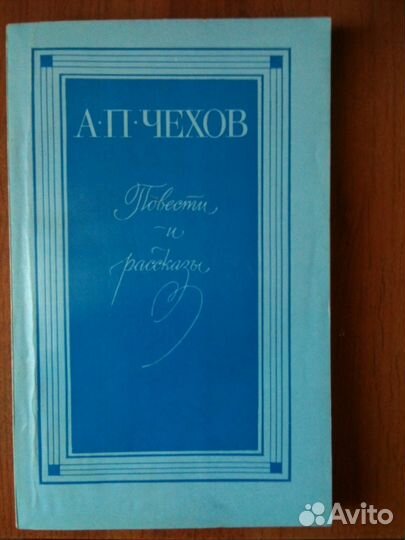 А·П·ЧЕХОВ
Повести
и
рассказы
Avito